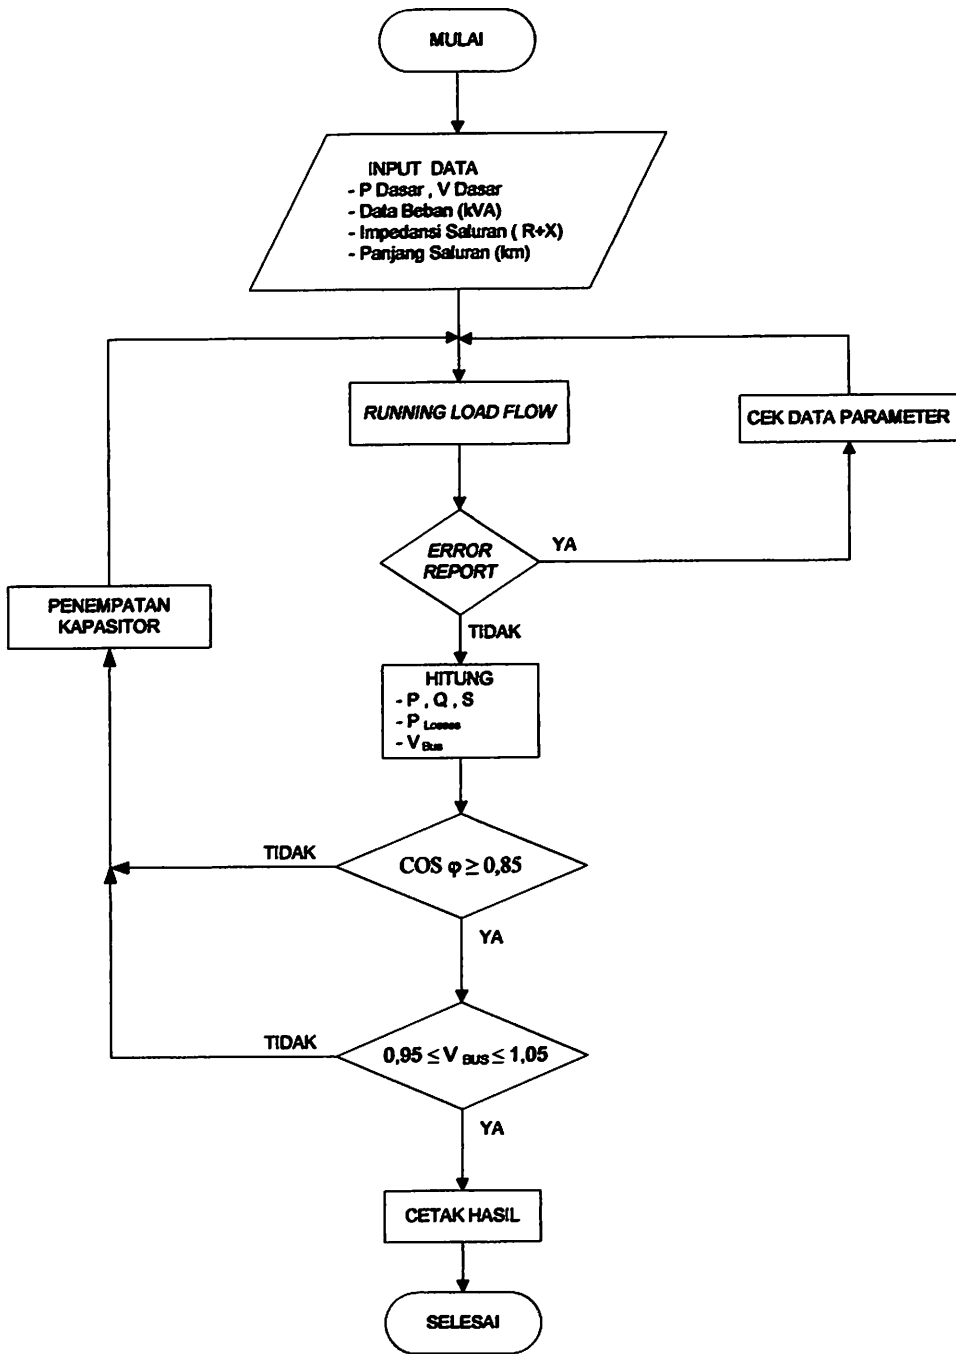 MULAI
INPUT DATA
- P Dasar , V Dasar
- Data Beban (kVA)
- Impedansi Saluran ( R+X)
- Panjang Saluran (km)
RUNNING LOAD FLOW
CEK DATA PARAMETER
ERROR
REPORT
YA
TIDAK
PENEMPATAN
KAPASITOR
HITUNG
- P , Q , S
- P Losses
- V Bus
TIDAK
COS φ ≥ 0,85
YA
TIDAK
0,95 ≤ V BUS ≤ 1,05
YA
CETAK HASIL
SELESAI